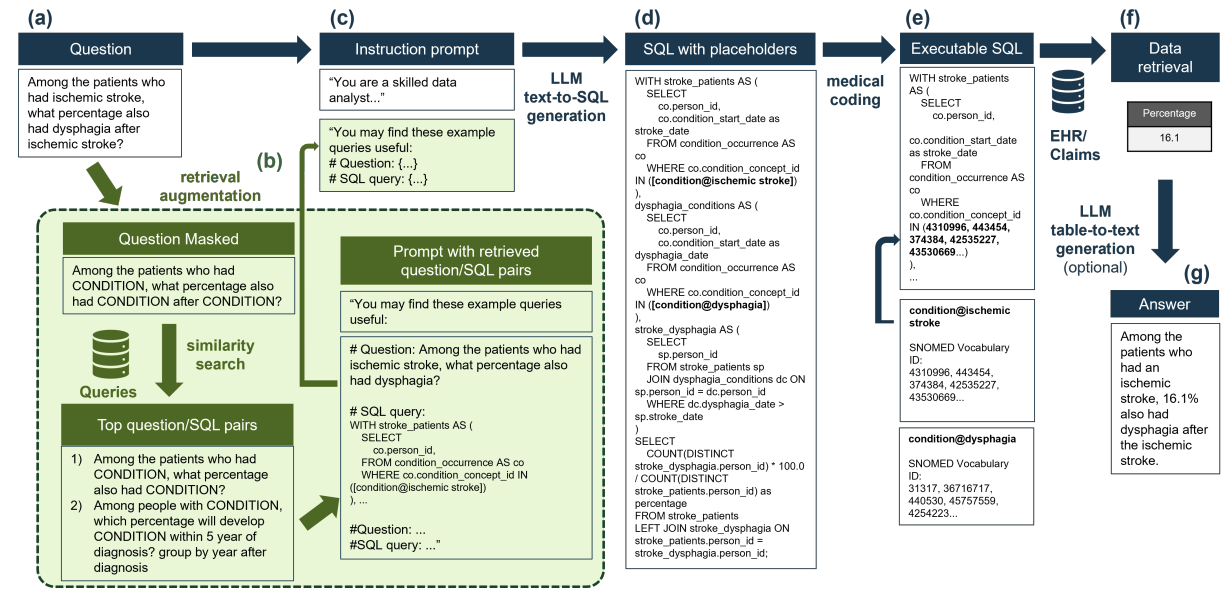 (a)
Question
Among the patients who
had ischemic stroke,
what percentage also
had dysphagia after
ischemic stroke?
(b)
retrieval
augmentation
Question Masked
Among the patients who had
CONDITION, what percentage also
had CONDITION after CONDITION?
similarity
search
Queries
Top question/SQL pairs
1) Among the patients who had
CONDITION, what percentage
also had CONDITION?
2) Among people with CONDITION,
which percentage will develop
CONDITION within 5 year of
diagnosis? group by year after
diagnosis
Prompt with retrieved
question/SQL pairs
“You may find these example queries
useful:
# Question: Among the patients who had
ischemic stroke, what percentage also
had dysphagia?
# SQL query:
WITH stroke_patients AS (
SELECT
co.person_id,
FROM condition_occurrence AS co
WHERE co.condition_concept_id IN
([condition@ischemic stroke])
), ...
#Question: ...
#SQL query: ...”
(c)
Instruction prompt
“You are a skilled data
analyst...”
“You may find these example
queries useful:
# Question: {...}
# SQL query: {...}
LLM
text-to-SQL
generation
(d)
SQL with placeholders
WITH stroke_patients AS (
SELECT
co.person_id,
co.condition_start_date as
stroke_date
FROM condition_occurrence AS
co
WHERE co.condition_concept_id
IN ([condition@ischemic stroke])
),
dysphagia_conditions AS (
SELECT
co.person_id,
co.condition_start_date as
dysphagia_date
FROM condition_occurrence AS
co
WHERE co.condition_concept_id
IN ([condition@dysphagia])
),
stroke_dysphagia AS (
SELECT
sp.person_id
FROM stroke_patients sp
JOIN dysphagia_conditions dc ON
sp.person_id = dc.person_id
WHERE dc.dysphagia_date >
sp.stroke_date
)
SELECT
COUNT(DISTINCT
stroke_dysphagia.person_id) * 100.0
/ COUNT(DISTINCT
stroke_patients.person_id) as
percentage
FROM stroke_patients
LEFT JOIN stroke_dysphagia ON
stroke_patients.person_id =
stroke_dysphagia.person_id;
medical
coding
(e)
Executable SQL
WITH stroke_patients
AS (
SELECT
co.person_id,
co.condition_start_date
as stroke_date
FROM
condition_occurrence AS
co
WHERE
co.condition_concept_id
IN (4310996, 443454,
374384, 42535227,
43530669...)
),
...
condition@ischemic
stroke
SNOMED Vocabulary
ID:
4310996, 443454,
374384, 42535227,
43530669...
condition@dysphagia
SNOMED Vocabulary
ID:
31317, 36716717,
440530, 45757559,
4254223...
EHR/
Claims
(f)
Data
retrieval
Percentage
16.1
LLM
table-to-text
generation
(optional)
(g)
Answer
Among the
patients who
had an
ischemic
stroke, 16.1%
also had
dysphagia after
the ischemic
stroke.